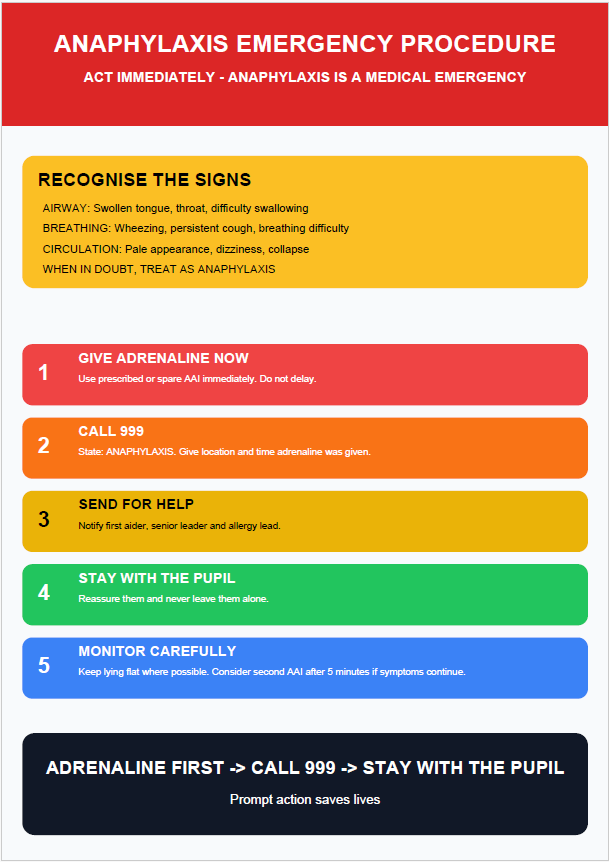 ANAPHYLAXIS EMERGENCY PROCEDURE
ACT IMMEDIATELY - ANAPHYLAXIS IS A MEDICAL EMERGENCY
RECOGNISE THE SIGNS
AIRWAY: Swollen tongue, throat, difficulty swallowing
BREATHING: Wheezing, persistent cough, breathing difficulty
CIRCULATION: Pale appearance, dizziness, collapse
WHEN IN DOUBT, TREAT AS ANAPHYLAXIS
1
GIVE ADRENALINE NOW
Use prescribed or spare AAI immediately. Do not delay.
2
CALL 999
State: ANAPHYLAXIS. Give location and time adrenaline was given.
3
SEND FOR HELP
Notify first aider, senior leader and allergy lead.
4
STAY WITH THE PUPIL
Reassure them and never leave them alone.
5
MONITOR CAREFULLY
Keep lying flat where possible. Consider second AAI after 5 minutes if symptoms continue.
ADRENALINE FIRST -> CALL 999 -> STAY WITH THE PUPIL
Prompt action saves lives